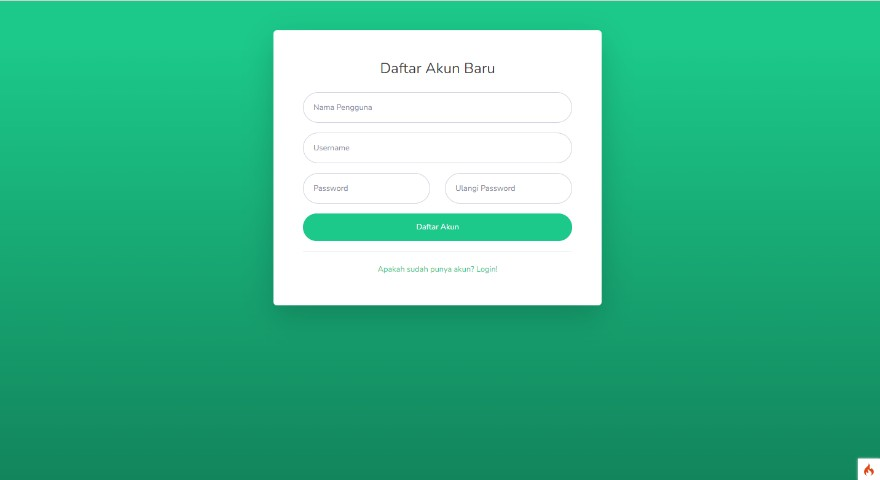 Daftar Akun Baru
Nama Pengguna
Username
Password
Ulangi Password
Daftar Akun
Apakah sudah punya akun? Login!